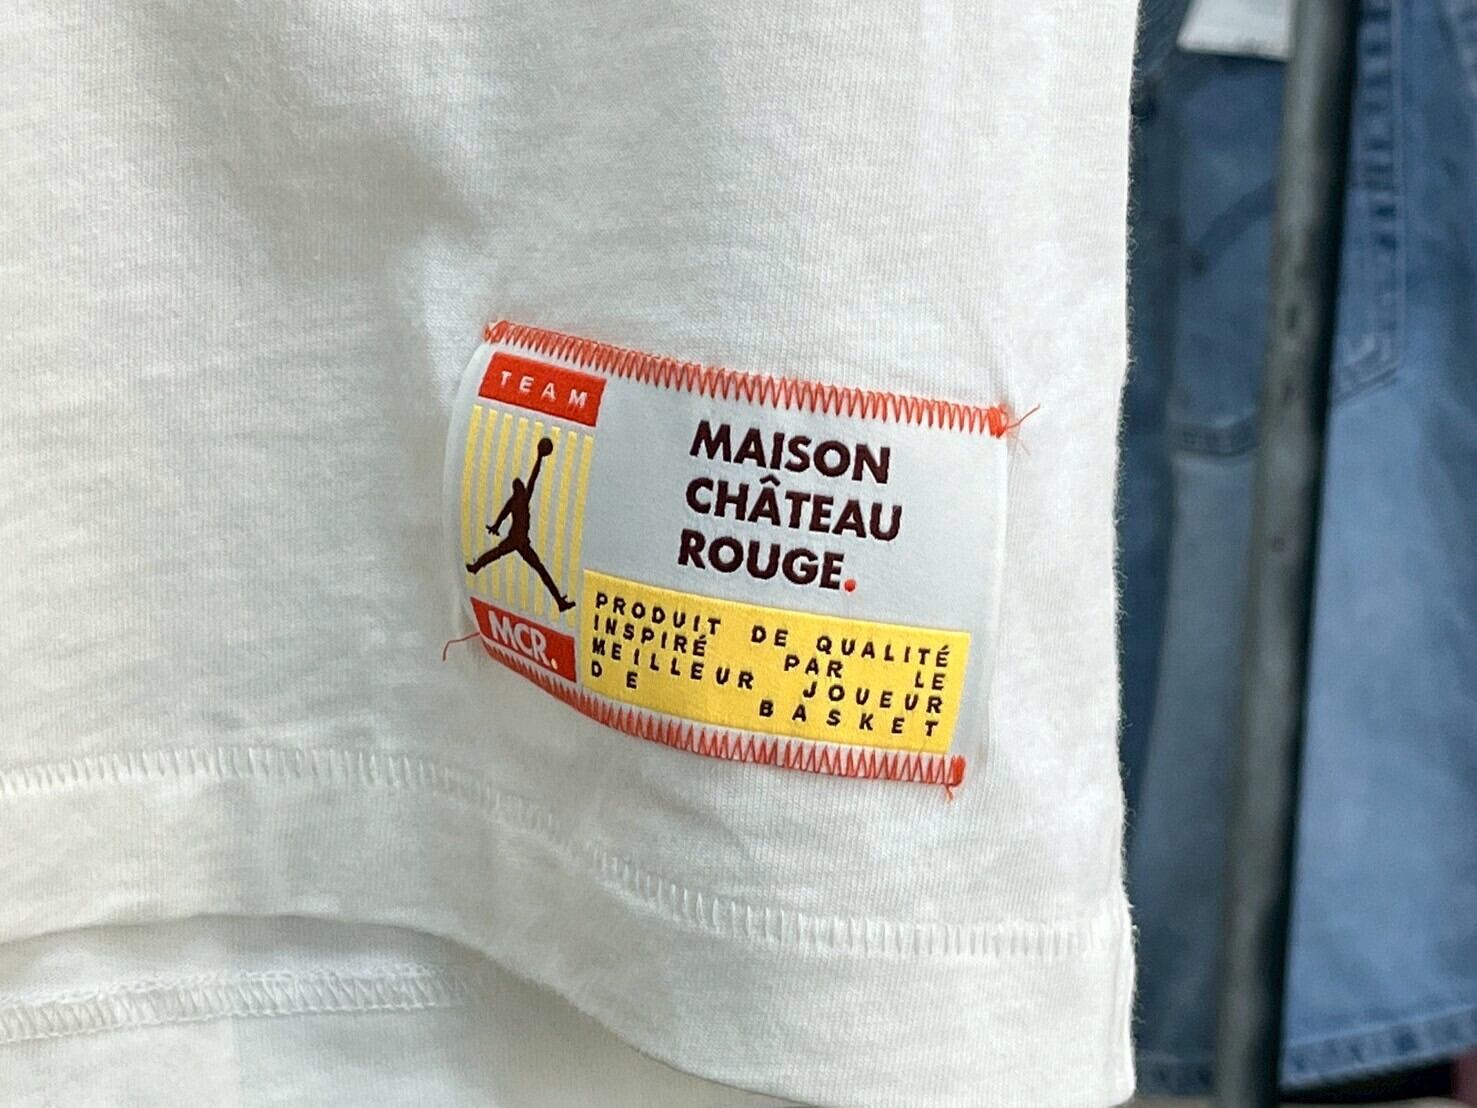 TEAM
MCR.
MAISON
CHÂTEAU
ROUGE.
PRODUIT DE QUALITÉ
INSPIRÉ PAR LE
MEILLEUR JOUEUR
DE BASKET